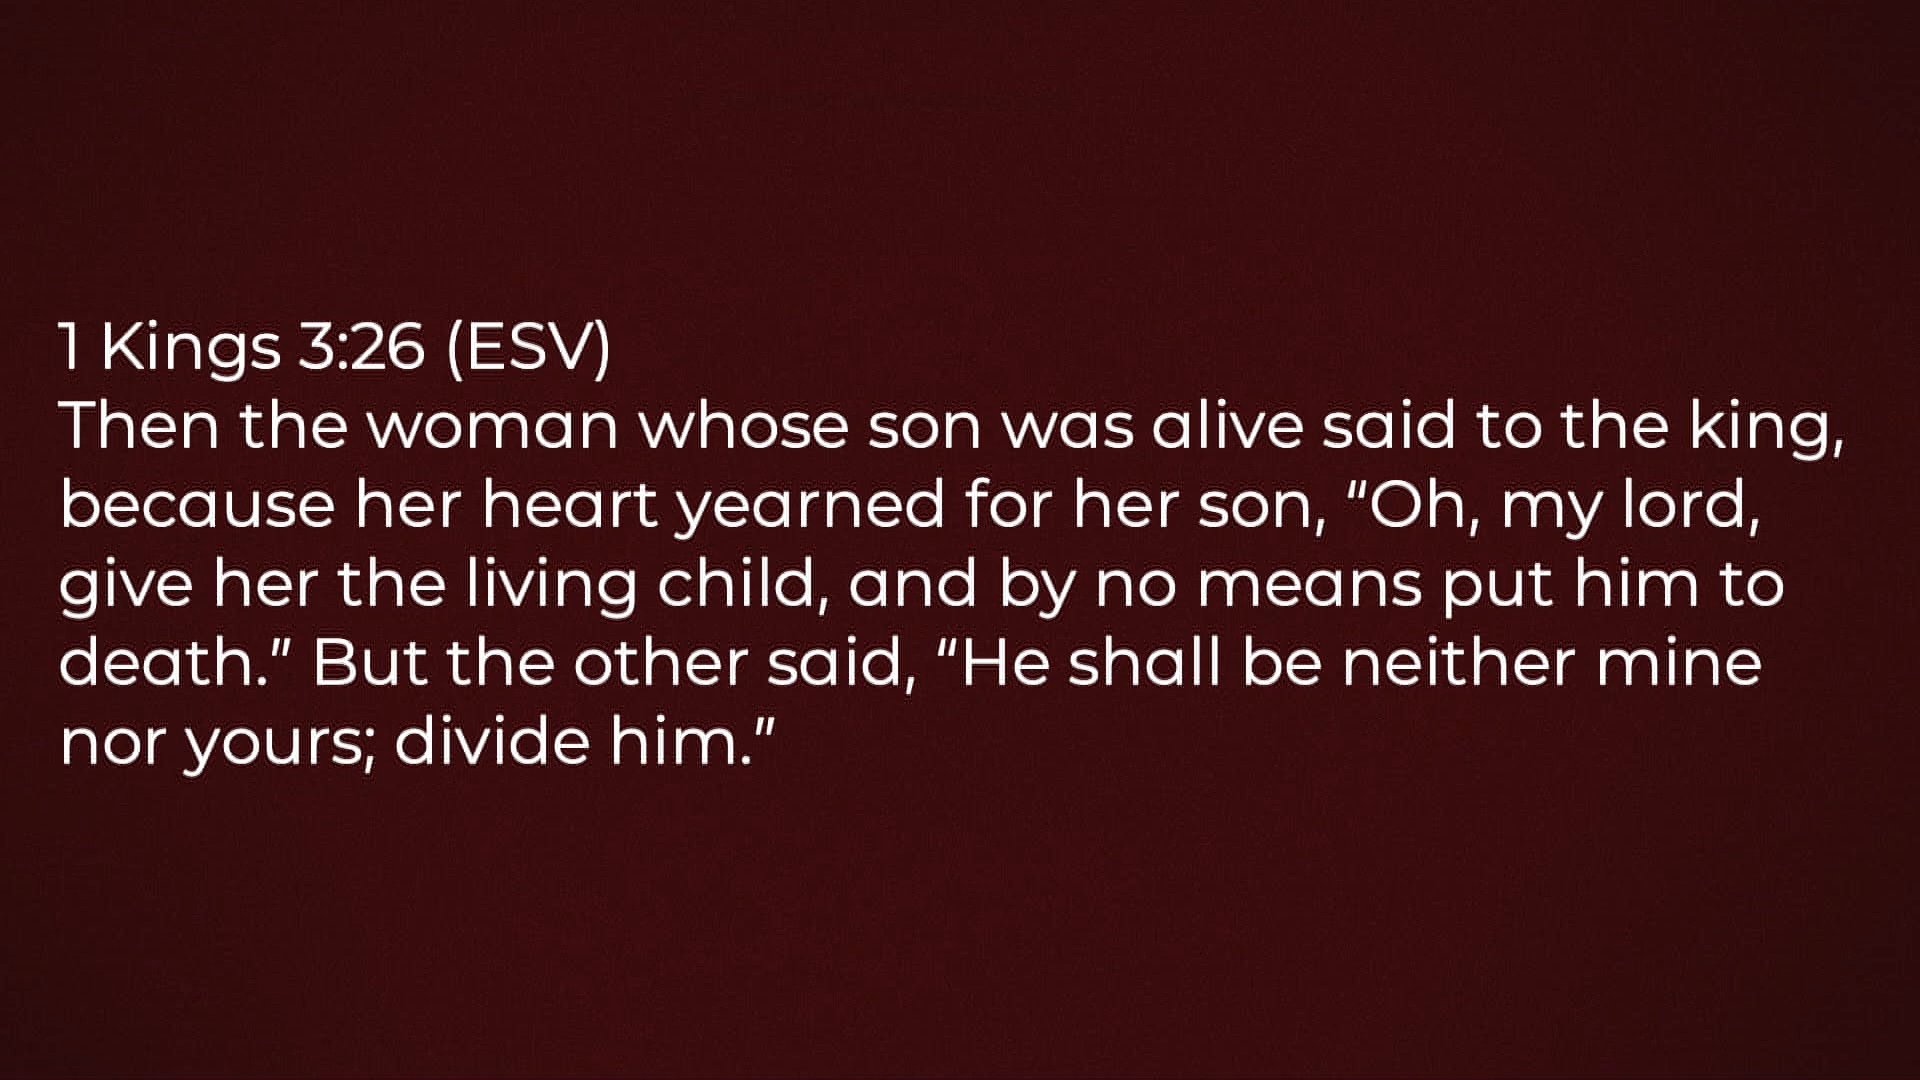 1 Kings 3:26 (ESV)
Then the woman whose son was alive said to the king,
because her heart yearned for her son, “Oh, my lord,
give her the living child, and by no means put him to
death.” But the other said, “He shall be neither mine
nor yours; divide him.”